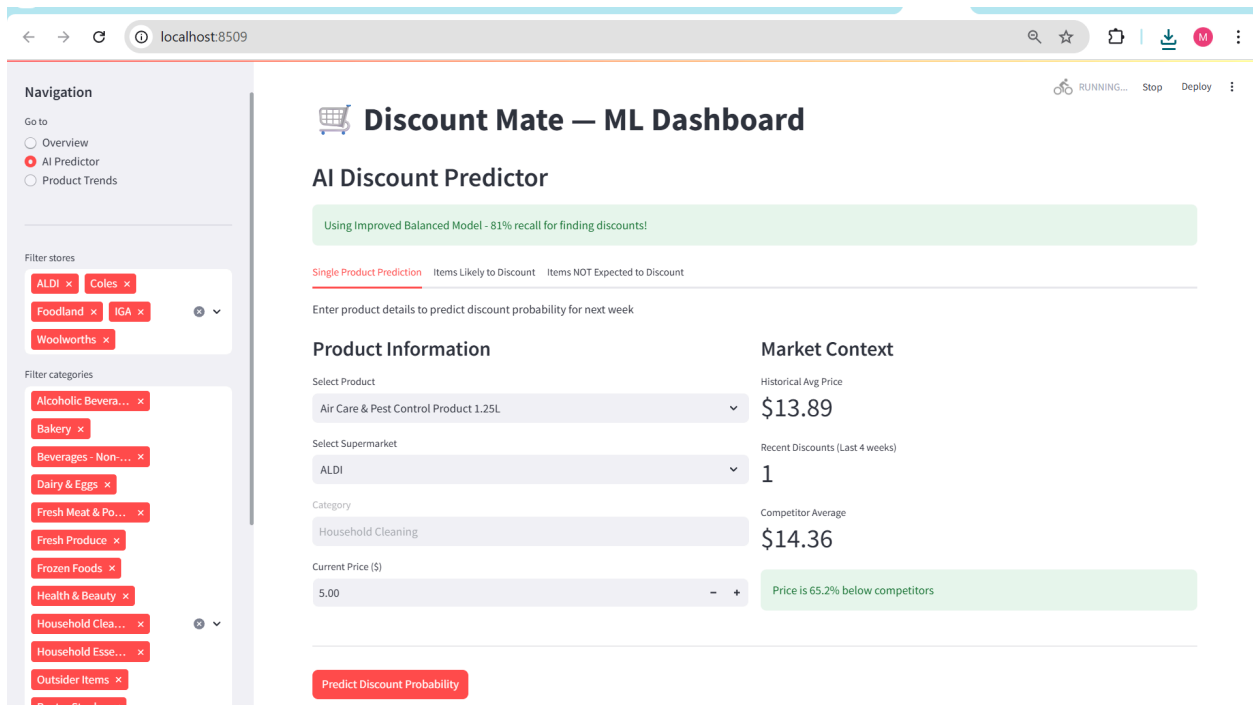 localhost:8509
M
RUNNING... Stop Deploy
Navigation
Go to
Overview
AI Predictor
Product Trends
Filter stores
ALDI × Coles ×
Foodland × IGA ×
Woolworths ×
Filter categories
Alcoholic Bevera... ×
Bakery ×
Beverages - Non-... ×
Dairy & Eggs ×
Fresh Meat & Po... ×
Fresh Produce ×
Frozen Foods ×
Health & Beauty ×
Household Clea... ×
Household Esse... ×
Outsider Items ×
Discount Mate — ML Dashboard
AI Discount Predictor
Using Improved Balanced Model - 81% recall for finding discounts!
Single Product Prediction Items Likely to Discount Items NOT Expected to Discount
Enter product details to predict discount probability for next week
Product Information
Select Product
Air Care & Pest Control Product 1.25L
Select Supermarket
ALDI
Category
Household Cleaning
Current Price ($)
5.00 − +
Market Context
Historical Avg Price
$13.89
Recent Discounts (Last 4 weeks)
1
Competitor Average
$14.36
Price is 65.2% below competitors
Predict Discount Probability